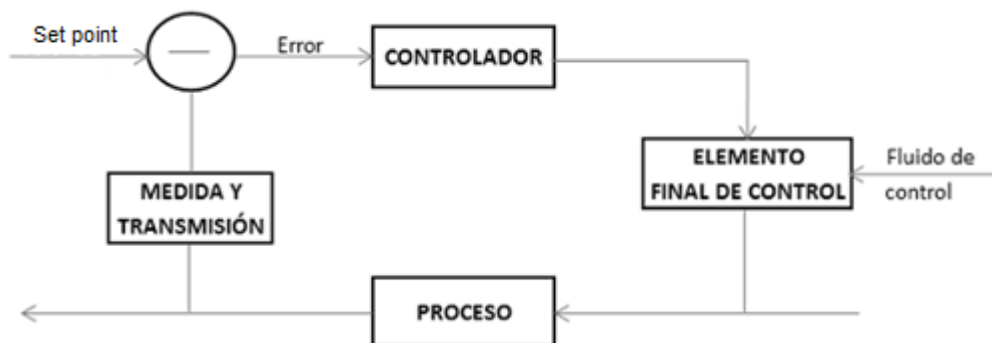 Set point
Error
CONTROLADOR
ELEMENTO
FINAL DE CONTROL
Fluido de
control
MEDIDA Y
TRANSMISIÓN
PROCESO